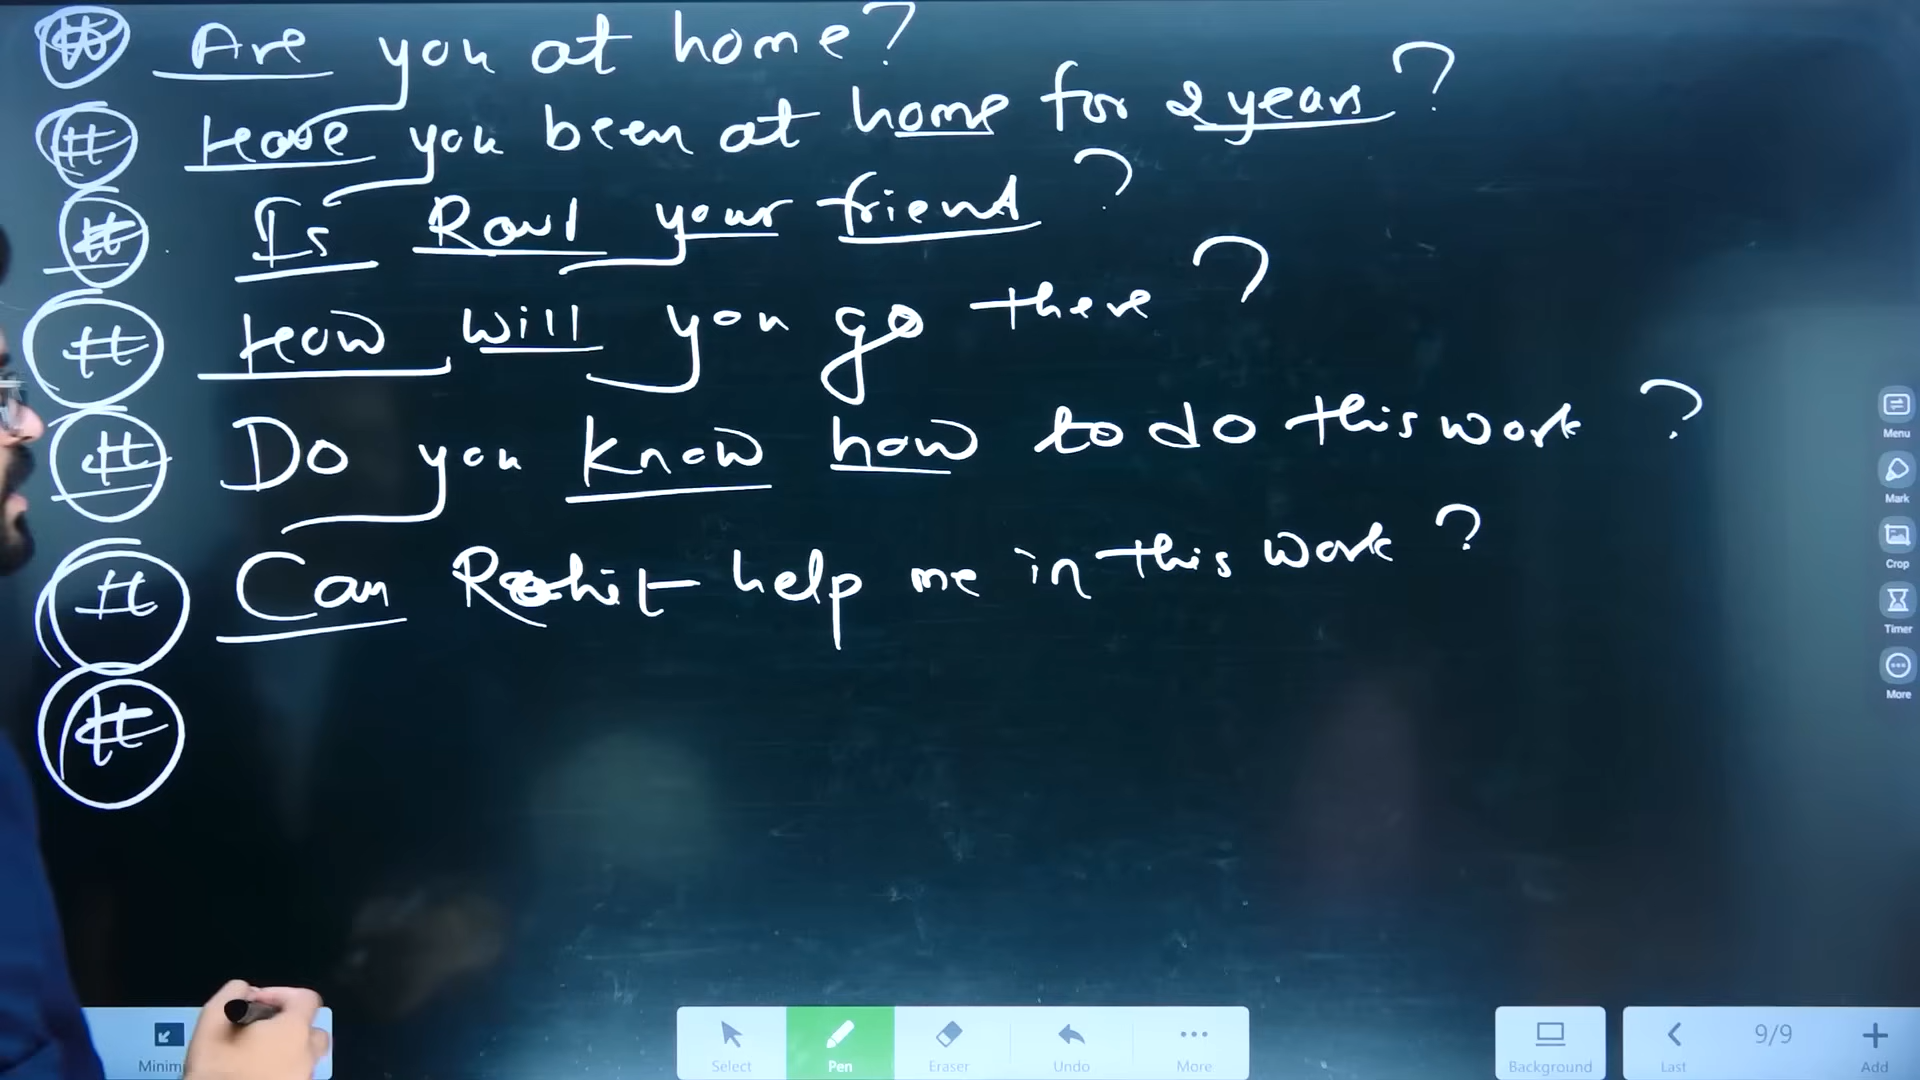 # Are you at home?
# Have you been at home for 2 years?
# Is Raul your friend?
# How will you go there?
# Do you know how to do this work?
# Can Rohit help me in this work?
#
Menu
Mark
Crop
Timer
More
Minimi
Select
Pen
Eraser
Undo
More
Background
Last
9/9
Add